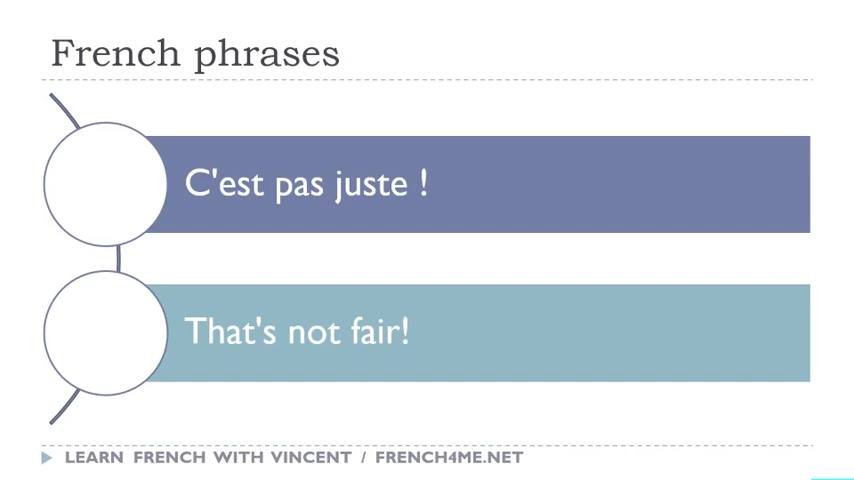 French phrases
C'est pas juste !
That's not fair!
LEARN FRENCH WITH VINCENT / FRENCH4ME.NET